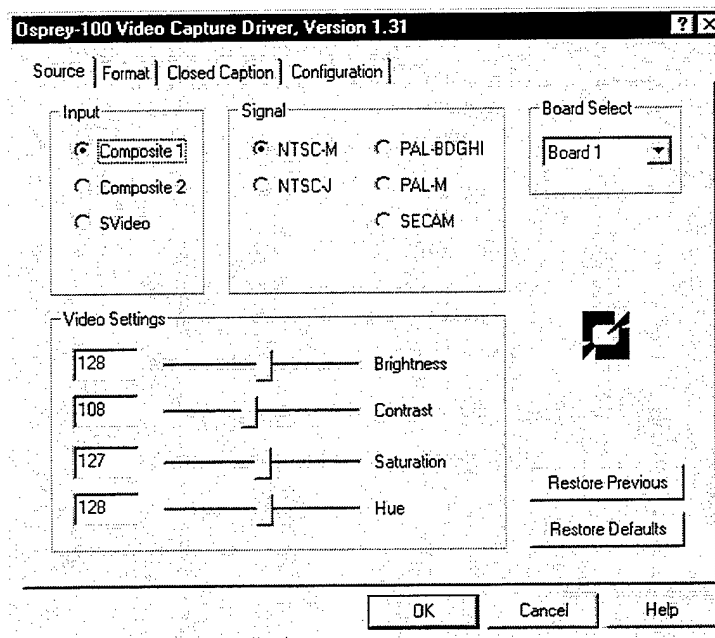 Osprey-100 Video Capture Driver, Version 1.31
Source Format Closed Caption Configuration
Input
Composite 1
Composite 2
SVideo
Signal
NTSC-M PAL-BDGHI
NTSC-J PAL-M
SECAM
Board Select
Board 1
Video Settings
128 Brightness
108 Contrast
127 Saturation
128 Hue
Restore Previous
Restore Defaults
OK Cancel Help